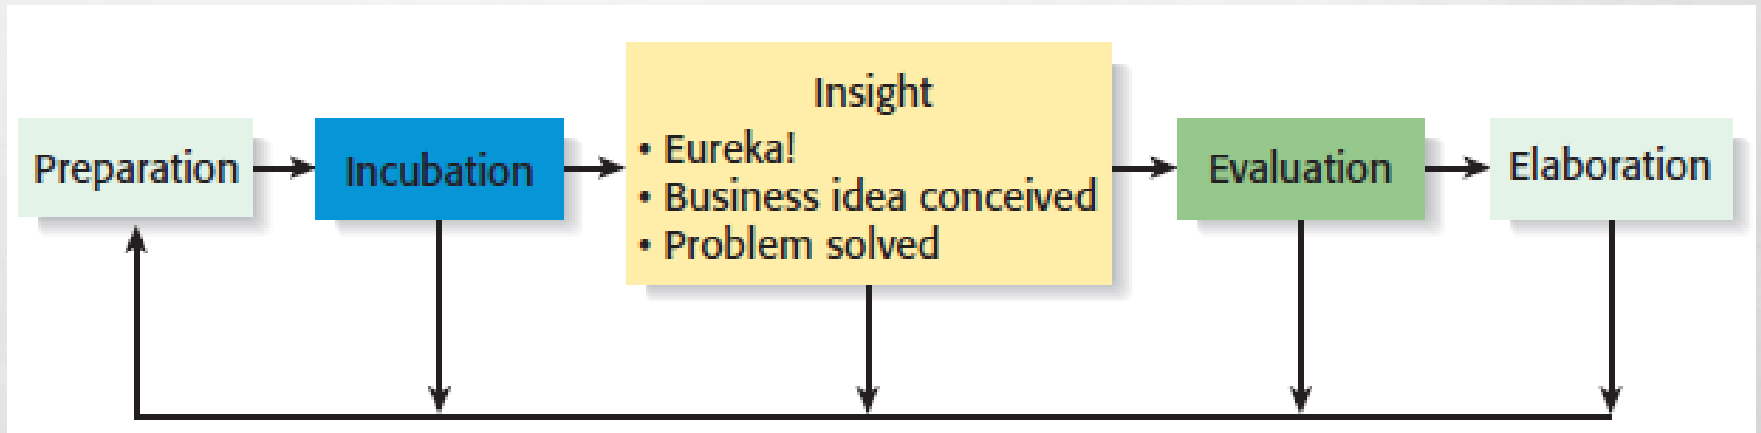 Preparation
Incubation
Insight
• Eureka!
• Business idea conceived
• Problem solved
Evaluation
Elaboration